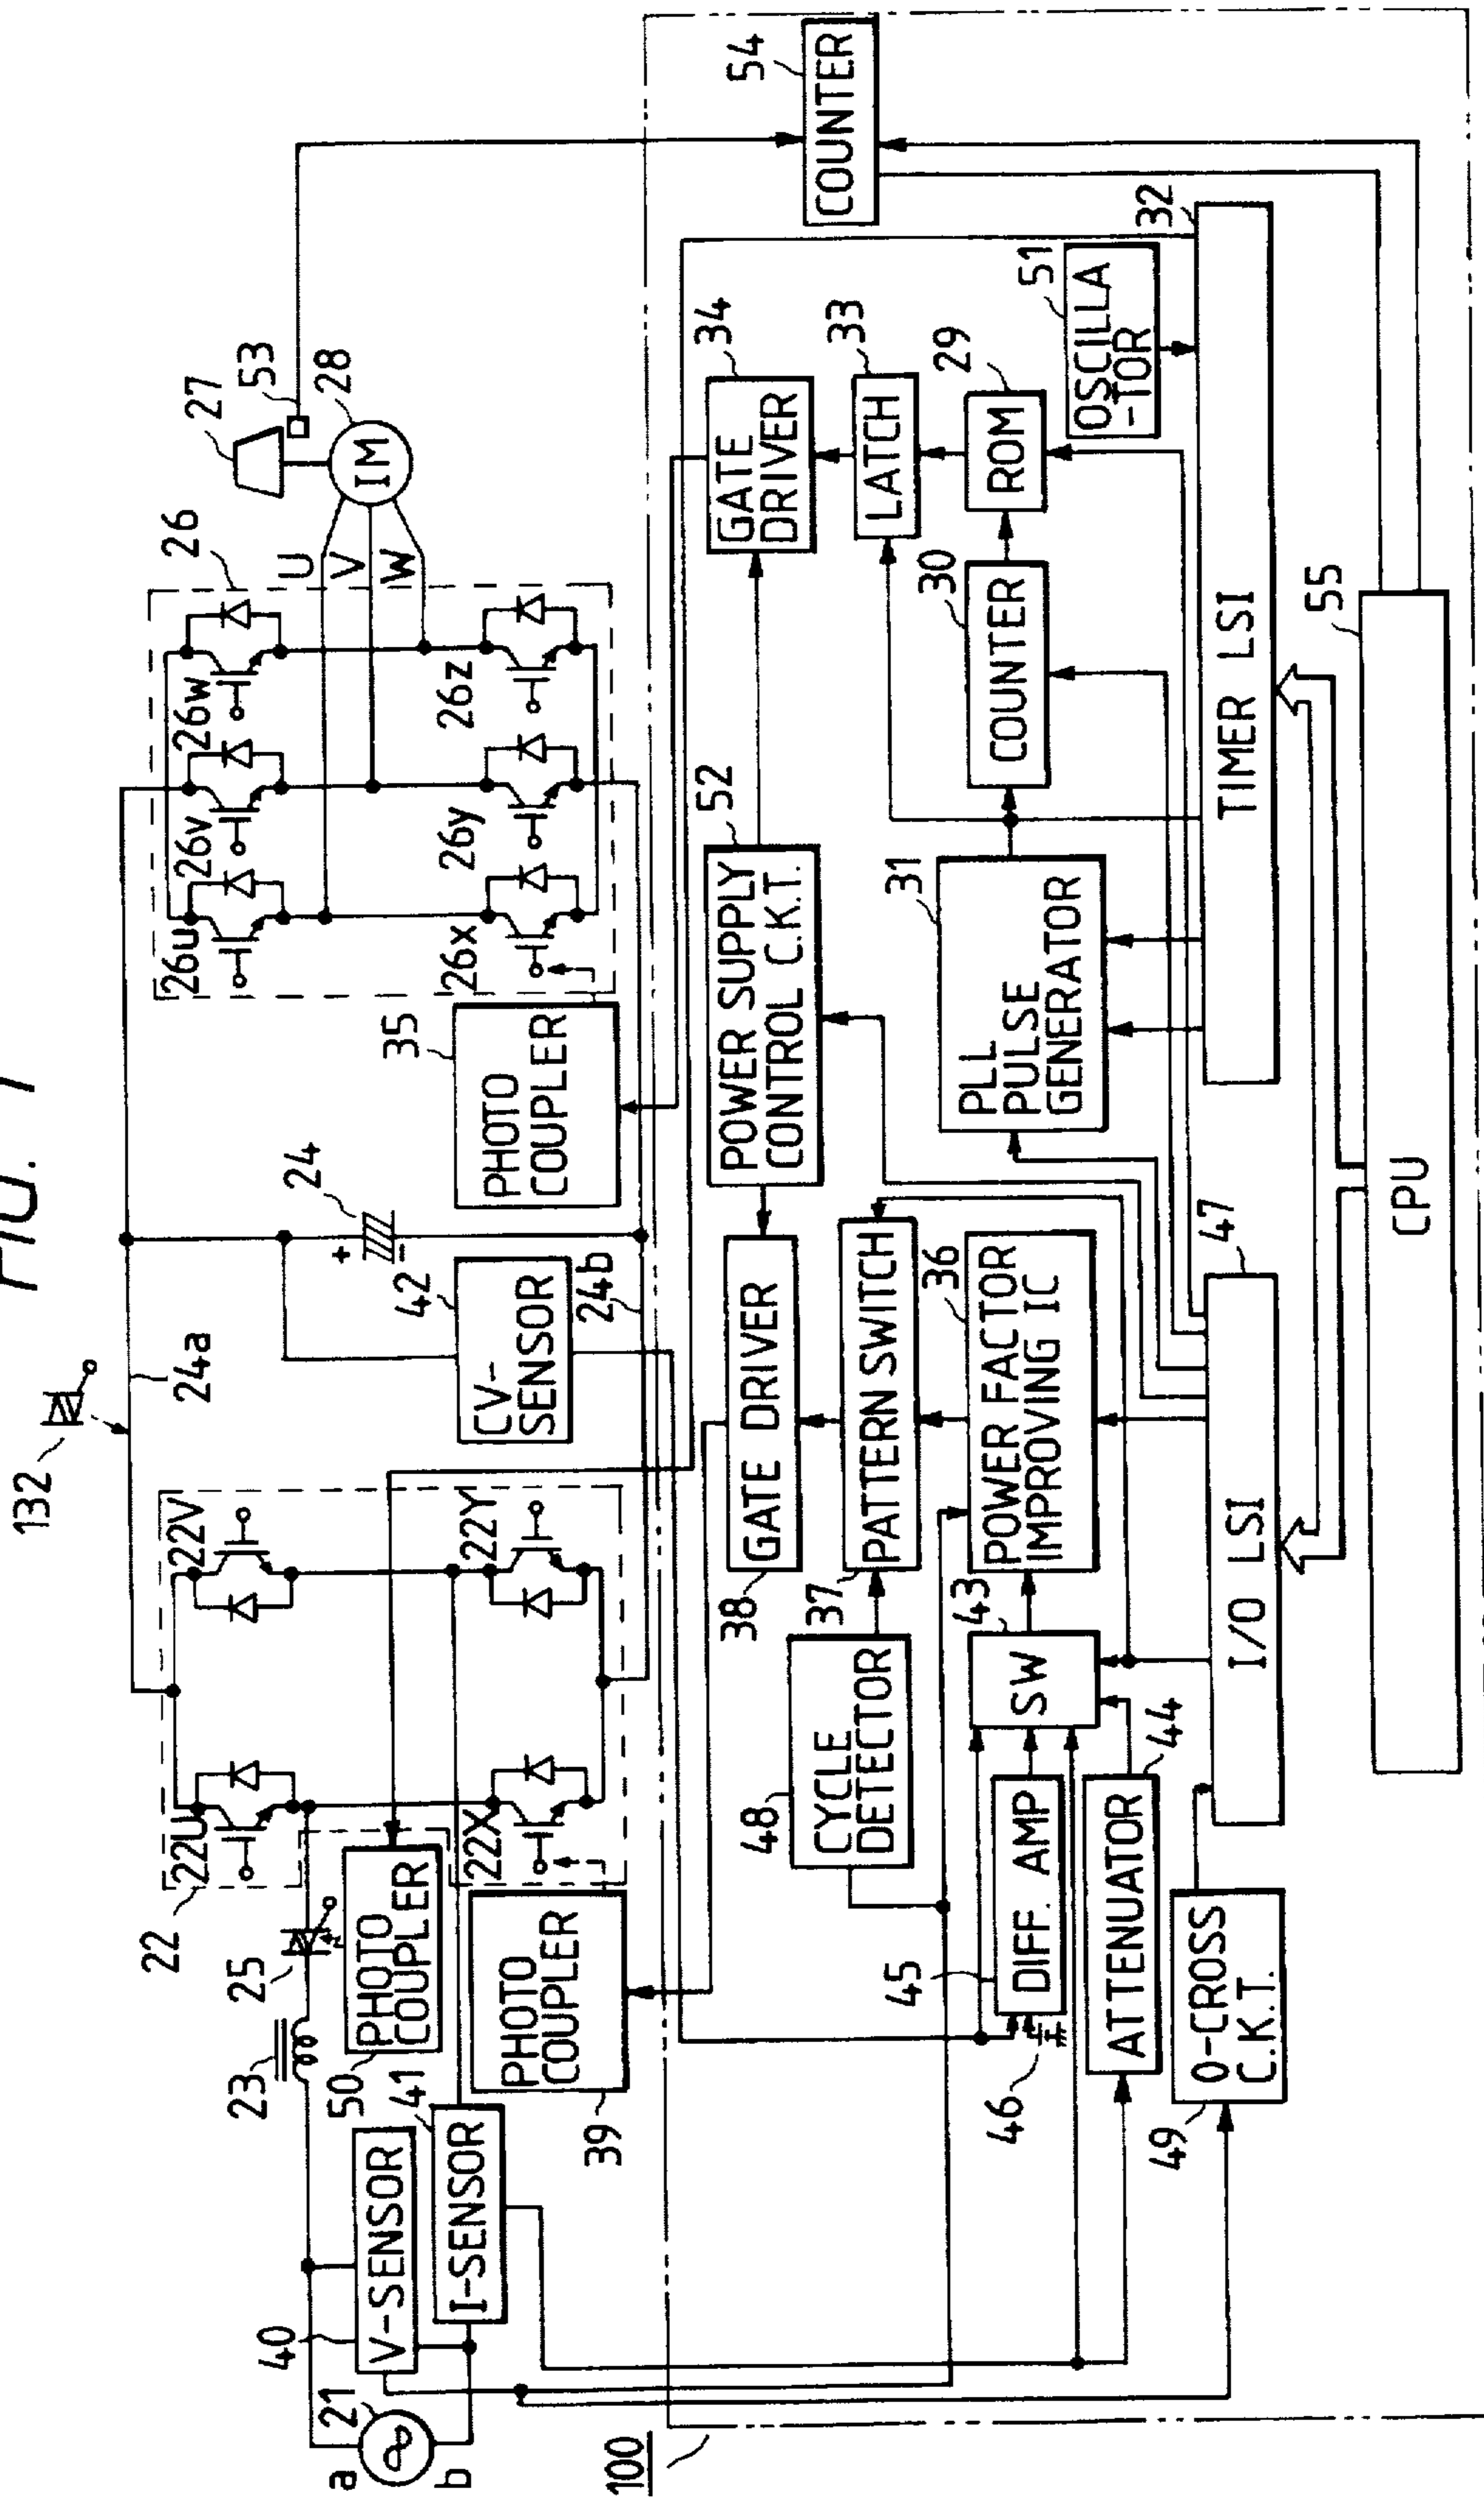 FIG. 1
132
24a
22
22U
22V
22X
22Y
25
23
50
PHOTO
COUPLER
41
I-SENSOR
40
V-SENSOR
21
a
b
39
PHOTO
COUPLER
24
+
-
42
CV-
SENSOR
24b
35
PHOTO
COUPLER
26
26u
26v
26w
26x
26y
26z
U
V
W
27
53
28
IM
100
38
GATE DRIVER
52
POWER SUPPLY
CONTROL C.K.T.
34
GATE
DRIVER
54
COUNTER
48
CYCLE
DETECTOR
37
PATTERN SWITCH
33
LATCH
45
DIFF. AMP
46
43
SW
36
POWER FACTOR
IMPROVING IC
31
PLL
PULSE
GENERATOR
30
COUNTER
29
ROM
51
OSCILLA
-TOR
44
ATTENUATOR
49
0-CROSS
C.K.T.
47
I/O LSI
32
TIMER LSI
55
CPU